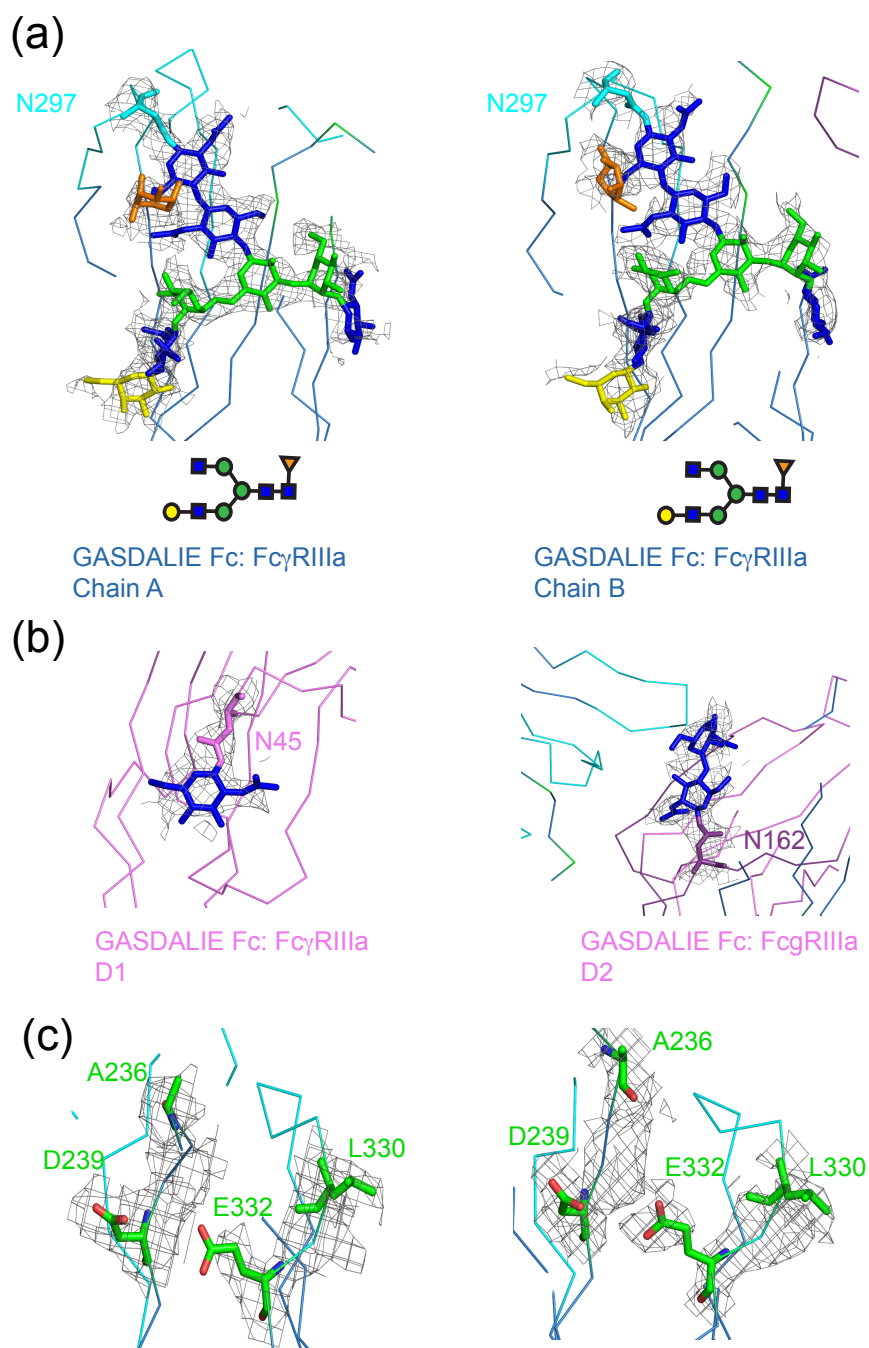 (a)
N297
N297
GASDALIE Fc: FcγRIIIa
Chain A
GASDALIE Fc: FcγRIIIa
Chain B
(b)
N45
N162
GASDALIE Fc: FcγRIIIa
D1
GASDALIE Fc: FcgRIIIa
D2
(c)
A236
D239
L330
E332
A236
D239
E332
L330